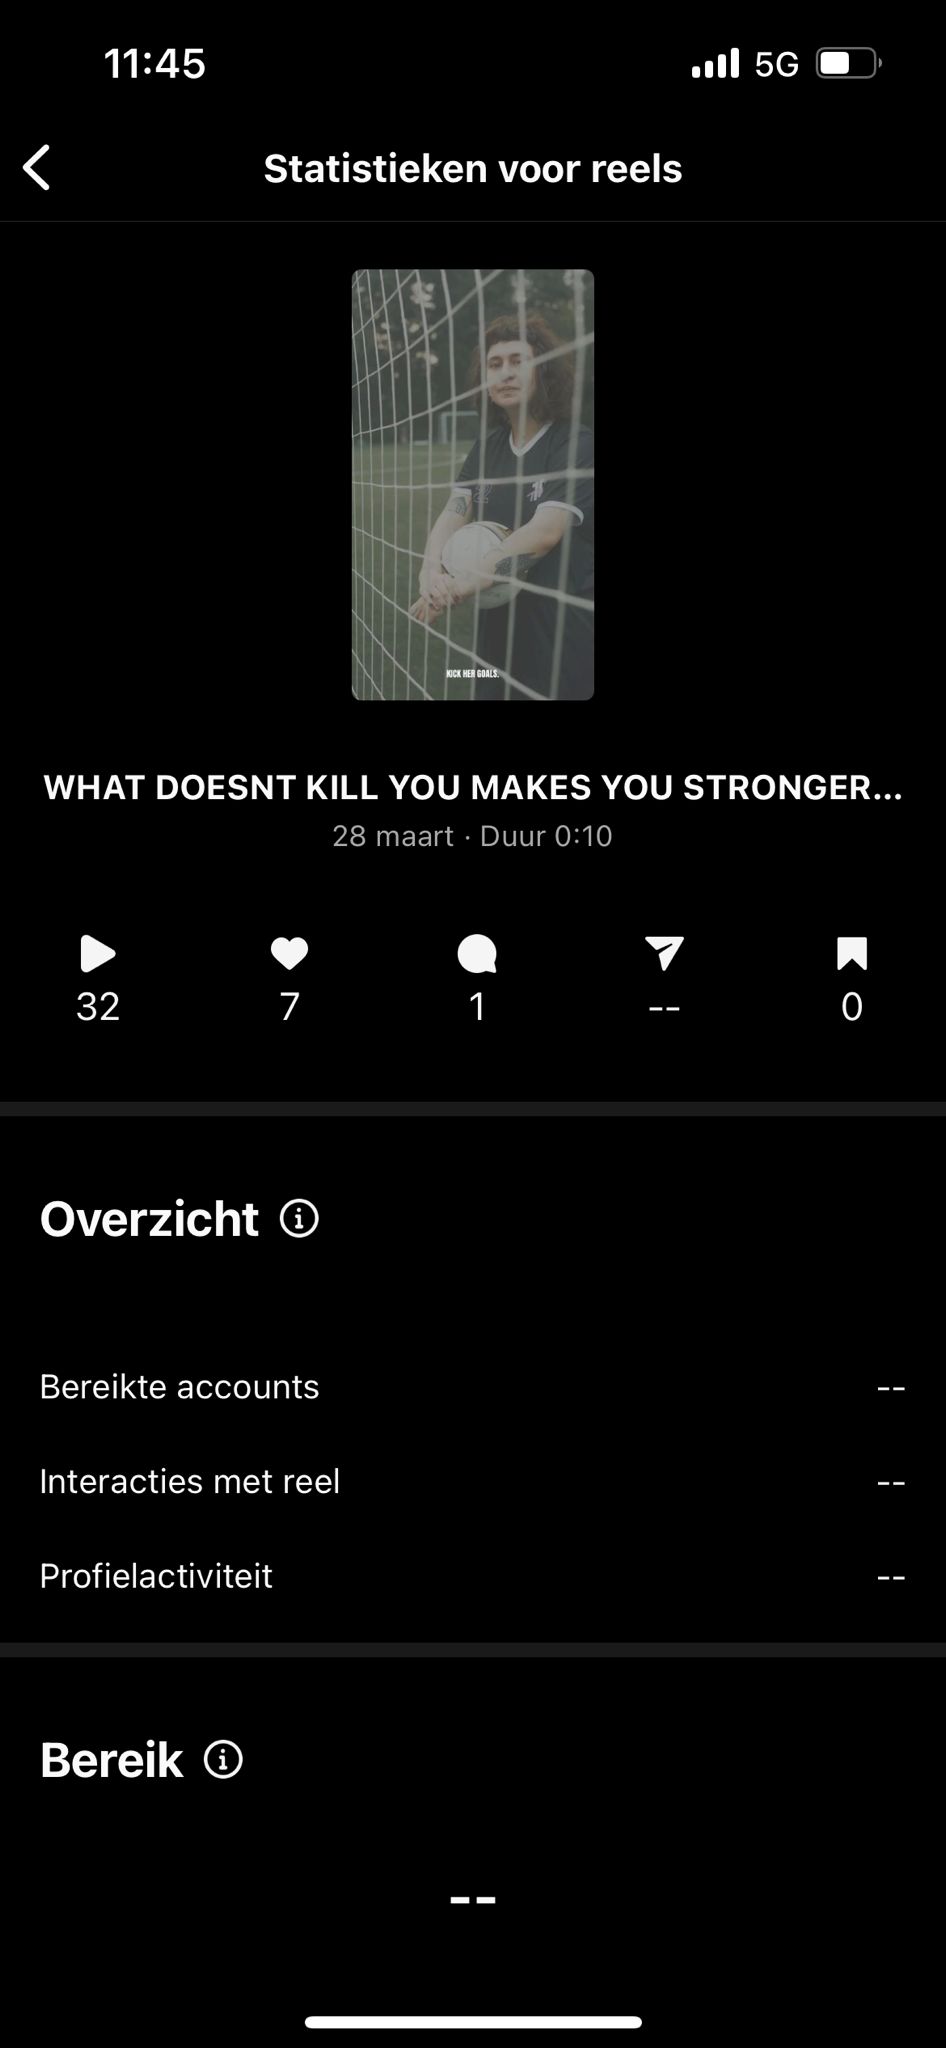 11:45
5G
Statistieken voor reels
KICK HER GOALS.
WHAT DOESNT KILL YOU MAKES YOU STRONGER...
28 maart · Duur 0:10
32 7 1 -- 0
Overzicht
Bereikte accounts --
Interacties met reel --
Profielactiviteit --
Bereik
--